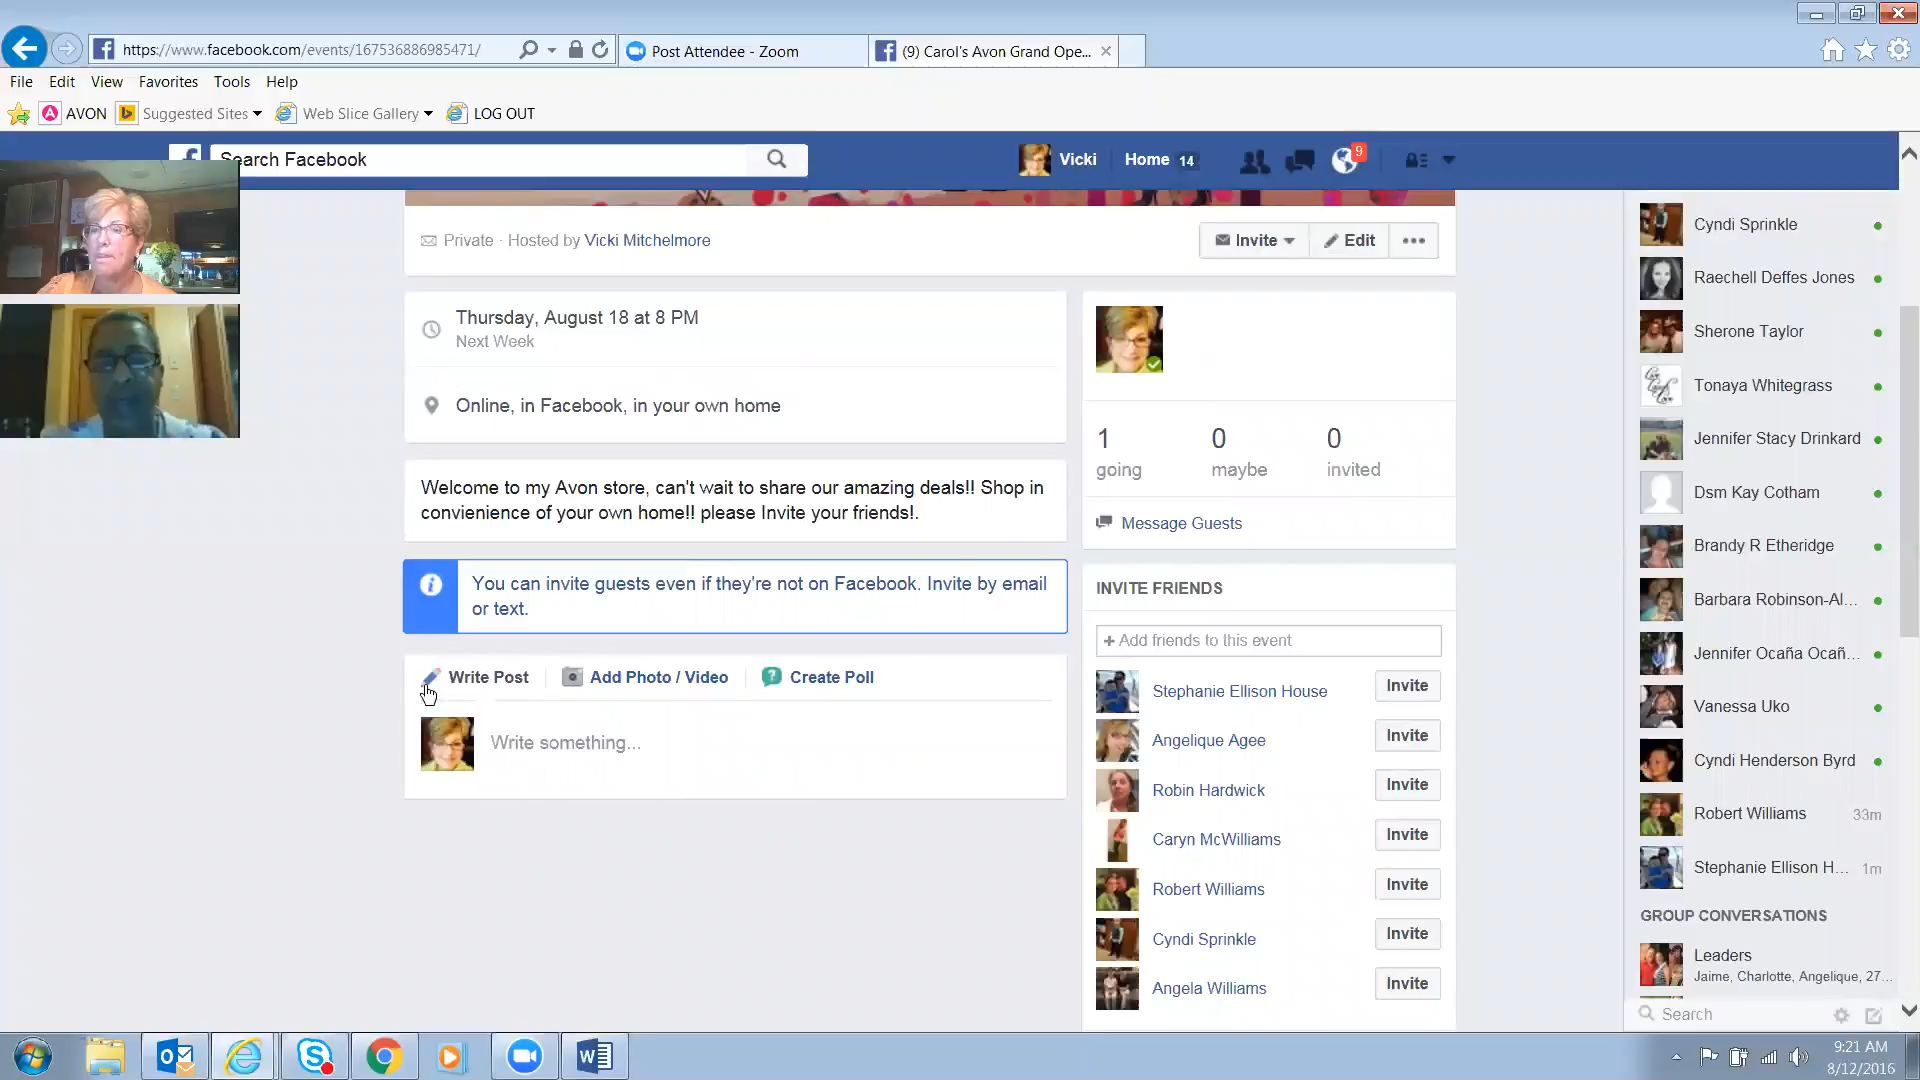 https://www.facebook.com/events/167536886985471/
Post Attendee - Zoom
(9) Carol's Avon Grand Ope...
File Edit View Favorites Tools Help
AVON
Suggested Sites
Web Slice Gallery
LOG OUT
Search Facebook
Vicki
Home 14
9
Private · Hosted by Vicki Mitchelmore
Invite
Edit
Thursday, August 18 at 8 PM
Next Week
Online, in Facebook, in your own home
1 going
0 maybe
0 invited
Message Guests
Welcome to my Avon store, can't wait to share our amazing deals!! Shop in
convienience of your own home!! please Invite your friends!.
You can invite guests even if they're not on Facebook. Invite by email
or text.
Write Post
Add Photo / Video
Create Poll
Write something...
INVITE FRIENDS
+ Add friends to this event
Stephanie Ellison House Invite
Angelique Agee Invite
Robin Hardwick Invite
Caryn McWilliams Invite
Robert Williams Invite
Cyndi Sprinkle Invite
Angela Williams Invite
Cyndi Sprinkle
Raechell Deffes Jones
Sherone Taylor
Tonaya Whitegrass
Jennifer Stacy Drinkard
Dsm Kay Cotham
Brandy R Etheridge
Barbara Robinson-Al...
Jennifer Ocaña Ocañ...
Vanessa Uko
Cyndi Henderson Byrd
Robert Williams 33m
Stephanie Ellison H... 1m
GROUP CONVERSATIONS
Leaders
Jaime, Charlotte, Angelique, 27...
Search
9:21 AM
8/12/2016